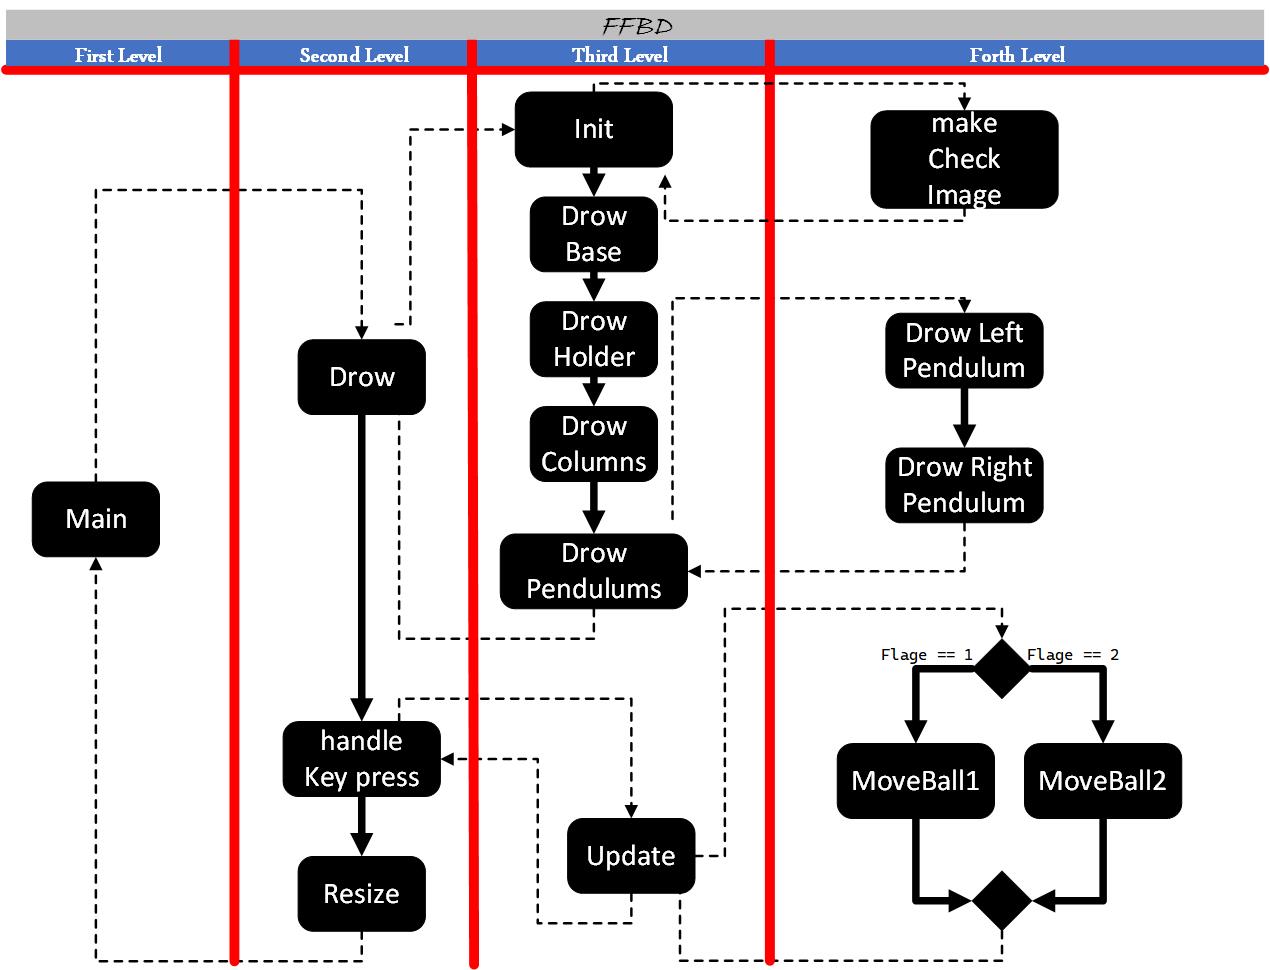 FFBD
First Level
Second Level
Third Level
Forth Level
Init
make
Check
Image
Drow
Base
Drow
Holder
Drow Left
Pendulum
Drow
Drow
Columns
Drow Right
Pendulum
Main
Drow
Pendulums
Flage == 1
Flage == 2
handle
Key press
MoveBall1
MoveBall2
Update
Resize